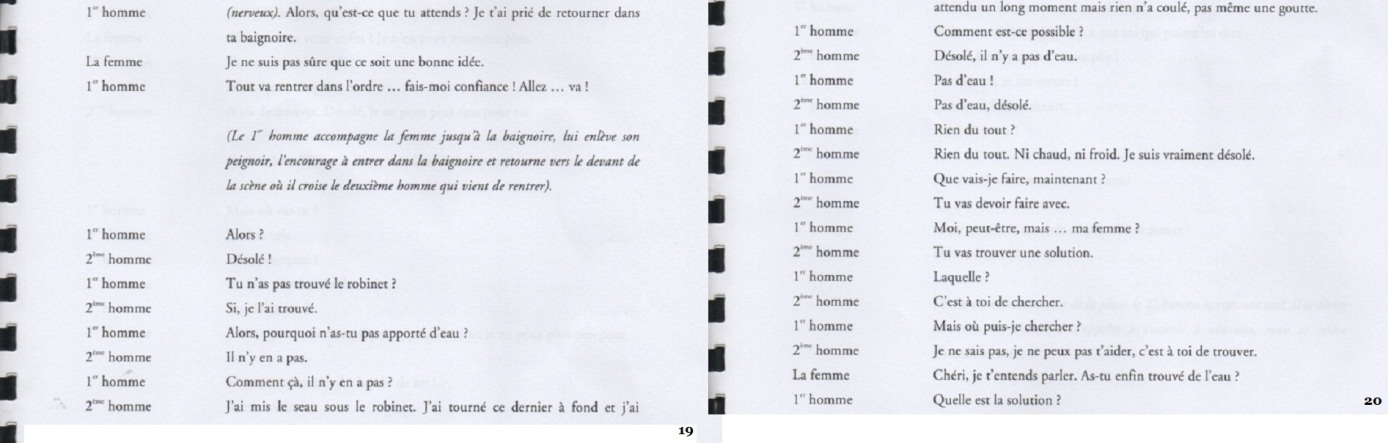 1er homme (nerveux). Alors, qu'est-ce que tu attends ? Je t'ai prié de retourner dans
ta baignoire.
La femme Je ne suis pas sûre que ce soit une bonne idée.
1er homme Tout va rentrer dans l'ordre … fais-moi confiance ! Allez … va !
(Le 1er homme accompagne la femme jusqu'à la baignoire, lui enlève son
peignoir, l'encourage à entrer dans la baignoire et retourne vers le devant de
la scène où il croise le deuxième homme qui vient de rentrer).
1er homme Alors ?
2ème homme Désolé !
1er homme Tu n'as pas trouvé le robinet ?
2ème homme Si, je l'ai trouvé.
1er homme Alors, pourquoi n'as-tu pas apporté d'eau ?
2ème homme Il n'y en a pas.
1er homme Comment çà, il n'y en a pas ?
2ème homme J'ai mis le seau sous le robinet. J'ai tourné ce dernier à fond et j'ai
19
attendu un long moment mais rien n'a coulé, pas même une goutte.
1er homme Comment est-ce possible ?
2ème homme Désolé, il n'y a pas d'eau.
1er homme Pas d'eau !
2ème homme Pas d'eau, désolé.
1er homme Rien du tout ?
2ème homme Rien du tout. Ni chaud, ni froid. Je suis vraiment désolé.
1er homme Que vais-je faire, maintenant ?
2ème homme Tu vas devoir faire avec.
1er homme Moi, peut-être, mais … ma femme ?
2ème homme Tu vas trouver une solution.
1er homme Laquelle ?
2ème homme C'est à toi de chercher.
1er homme Mais où puis-je chercher ?
2ème homme Je ne sais pas, je ne peux pas t'aider, c'est à toi de trouver.
La femme Chéri, je t'entends parler. As-tu enfin trouvé de l'eau ?
1er homme Quelle est la solution ?
20